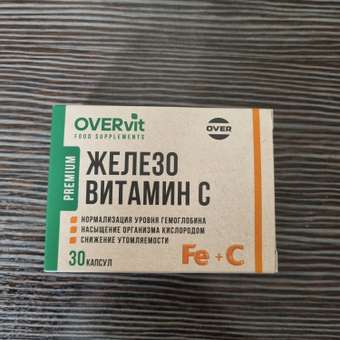 OVERvit
FOOD SUPPLEMENTS
OVER
PREMIUM
ЖЕЛЕЗО
ВИТАМИН С
НОРМАЛИЗАЦИЯ УРОВНЯ ГЕМОГЛОБИНА
НАСЫЩЕНИЕ ОРГАНИЗМА КИСЛОРОДОМ
СНИЖЕНИЕ УТОМЛЯЕМОСТИ
30 КАПСУЛ
Fe + C